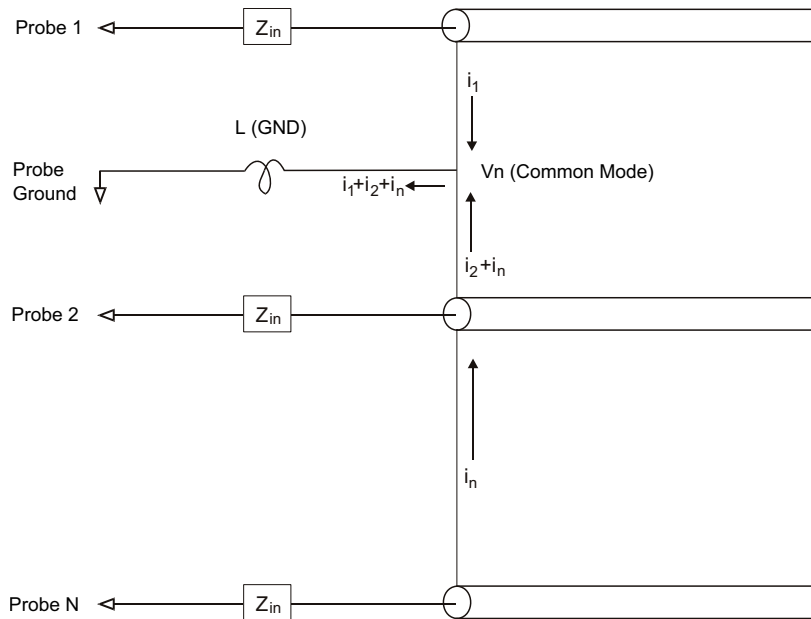 Probe 1
Zin
i1
L (GND)
Probe
Ground
i1+i2+in
Vn (Common Mode)
i2+in
Probe 2
Zin
in
Probe N
Zin